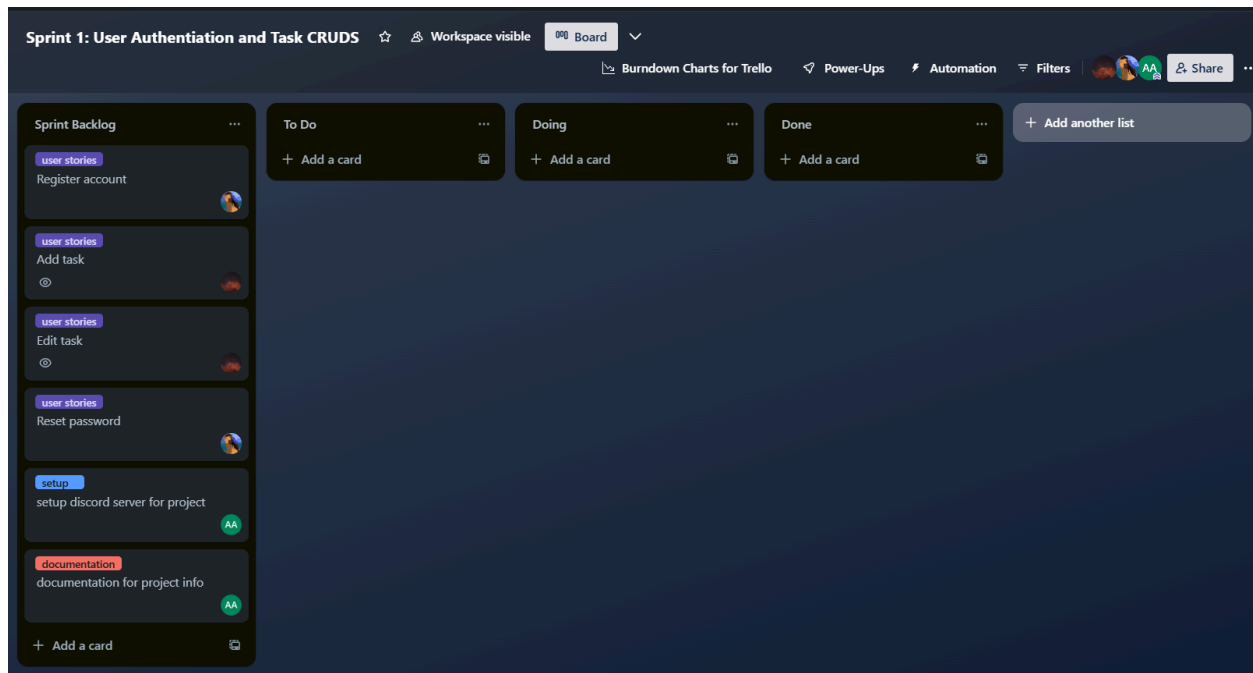 Sprint 1: User Authentiation and Task CRUDS
Workspace visible
Board
Burndown Charts for Trello
Power-Ups
Automation
Filters
AA
Share
Sprint Backlog
user stories
Register account
user stories
Add task
user stories
Edit task
user stories
Reset password
setup
setup discord server for project
AA
documentation
documentation for project info
AA
+ Add a card
To Do
+ Add a card
Doing
+ Add a card
Done
+ Add a card
+ Add another list